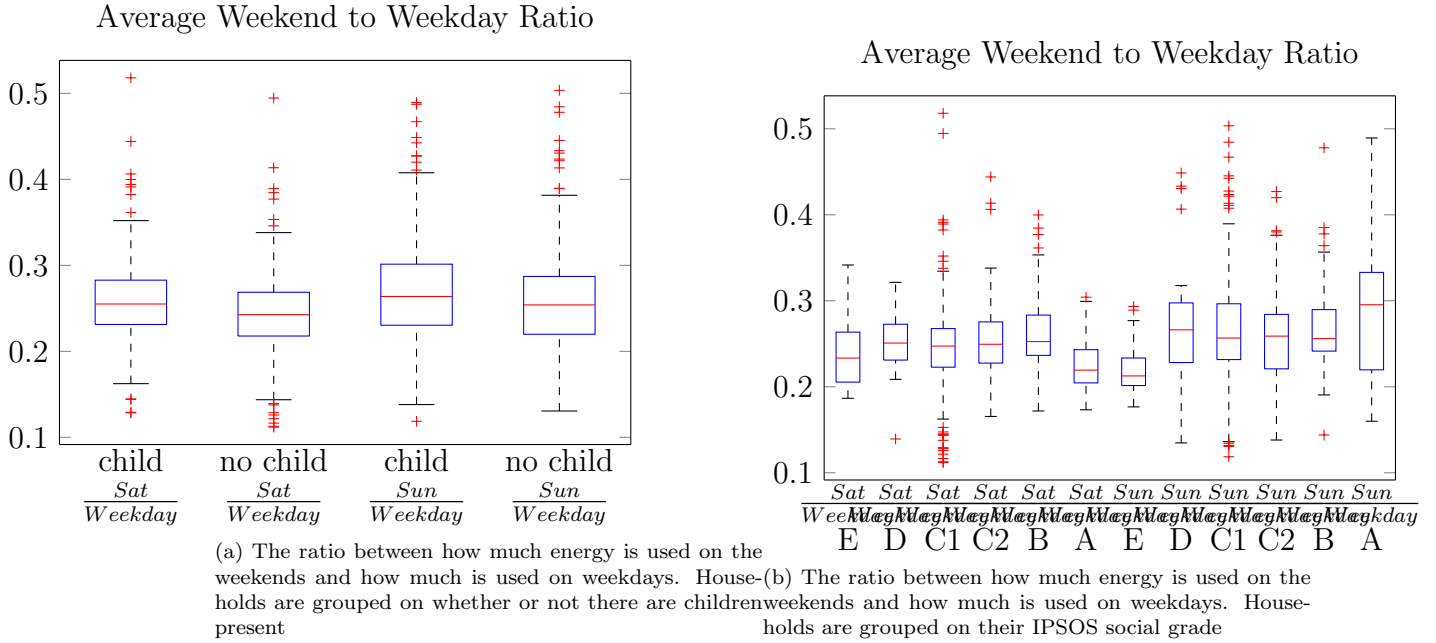 Average Weekend to Weekday Ratio
0.5
0.4
0.3
0.2
0.1
child no child child no child
Sat Sat Sun Sun
Weekday Weekday Weekday Weekday
(a) The ratio between how much energy is used on the
weekends and how much is used on weekdays. House-
holds are grouped on whether or not there are children
present
Average Weekend to Weekday Ratio
0.5
0.4
0.3
0.2
0.1
Sat Sat Sat Sat Sat Sat Sun Sun Sun Sun Sun Sun
E D C1 C2 B A E D C1 C2 B A
(b) The ratio between how much energy is used on the
weekends and how much is used on weekdays. House-
holds are grouped on their IPSOS social grade